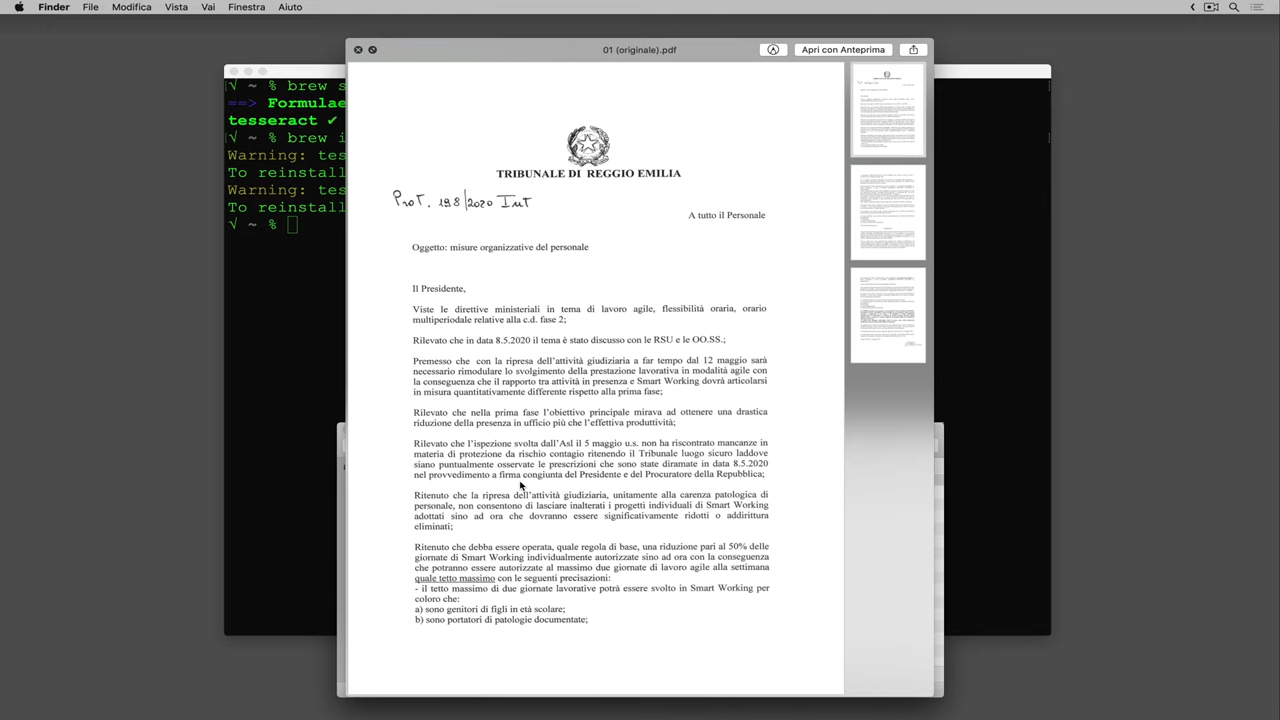 Finder File Modifica Vista Vai Finestra Aiuto
01 (originale).pdf
Apri con Anteprima
√ ~ % brew s
==> Formulae
tesseract ✔
√ ~ % brew i
Warning: tes
To reinstall
Warning: tes
To reinstall
√ ~ %
TRIBUNALE DI REGGIO EMILIA
Prot. 198/2020 Int
A tutto il Personale
Oggetto: misure organizzative del personale
Il Presidente,
Viste le direttive ministeriali in tema di lavoro agile, flessibilità oraria, orario
multiperiodale relative alla c.d. fase 2;
Rilevato che in data 8.5.2020 il tema è stato discusso con le RSU e le OO.SS.;
Premesso che con la ripresa dell'attività giudiziaria a far tempo dal 12 maggio sarà
necessario rimodulare lo svolgimento della prestazione lavorativa in modalità agile con
la conseguenza che il rapporto tra attività in presenza e Smart Working dovrà articolarsi
in misura quantitativamente differente rispetto alla prima fase;
Rilevato che nella prima fase l'obiettivo principale mirava ad ottenere una drastica
riduzione della presenza in ufficio più che l'effettiva produttività;
Rilevato che l'ispezione svolta dall'Asl il 5 maggio u.s. non ha riscontrato mancanze in
materia di protezione da rischio contagio ritenendo il Tribunale luogo sicuro laddove
siano puntualmente osservate le prescrizioni che sono state diramate in data 8.5.2020
nel provvedimento a firma congiunta del Presidente e del Procuratore della Repubblica;
Ritenuto che la ripresa dell'attività giudiziaria, unitamente alla carenza patologica di
personale, non consentono di lasciare inalterati i progetti individuali di Smart Working
adottati sino ad ora che dovranno essere significativamente ridotti o addirittura
eliminati;
Ritenuto che debba essere operata, quale regola di base, una riduzione pari al 50% delle
giornate di Smart Working individualmente autorizzate sino ad ora con la conseguenza
che potranno essere autorizzate al massimo due giornate di lavoro agile alla settimana
quale tetto massimo con le seguenti precisazioni:
- il tetto massimo di due giornate lavorative potrà essere svolto in Smart Working per
coloro che:
a) sono genitori di figli in età scolare;
b) sono portatori di patologie documentate;